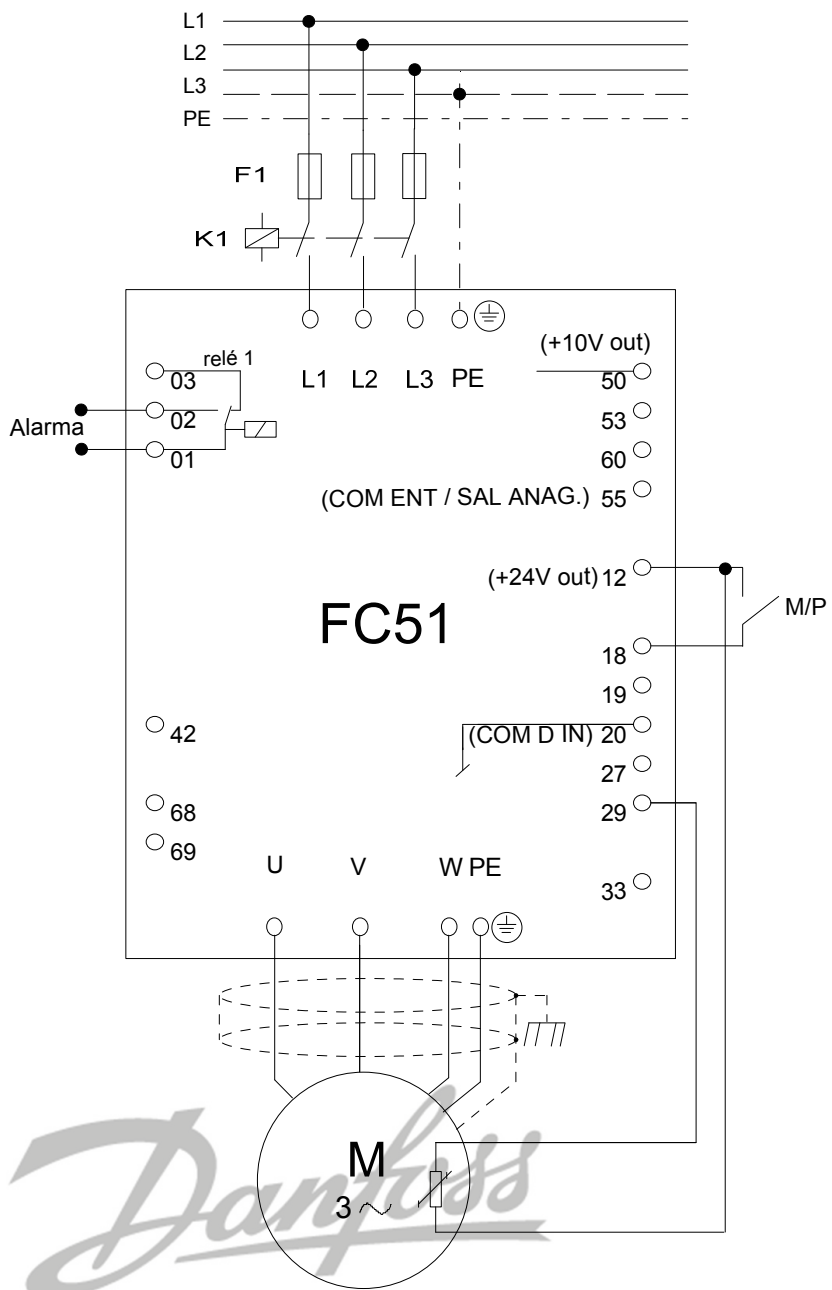 L1
L2
L3
PE
F1
K1
L1 L2 L3 PE
03 relé 1
02
01
Alarma
(+10V out)
50
53
60
(COM ENT / SAL ANAG.) 55
(+24V out) 12
M/P
FC51
18
19
42
(COM D IN) 20
27
68
29
69
33
U V W PE
M
3 ~
Danfoss